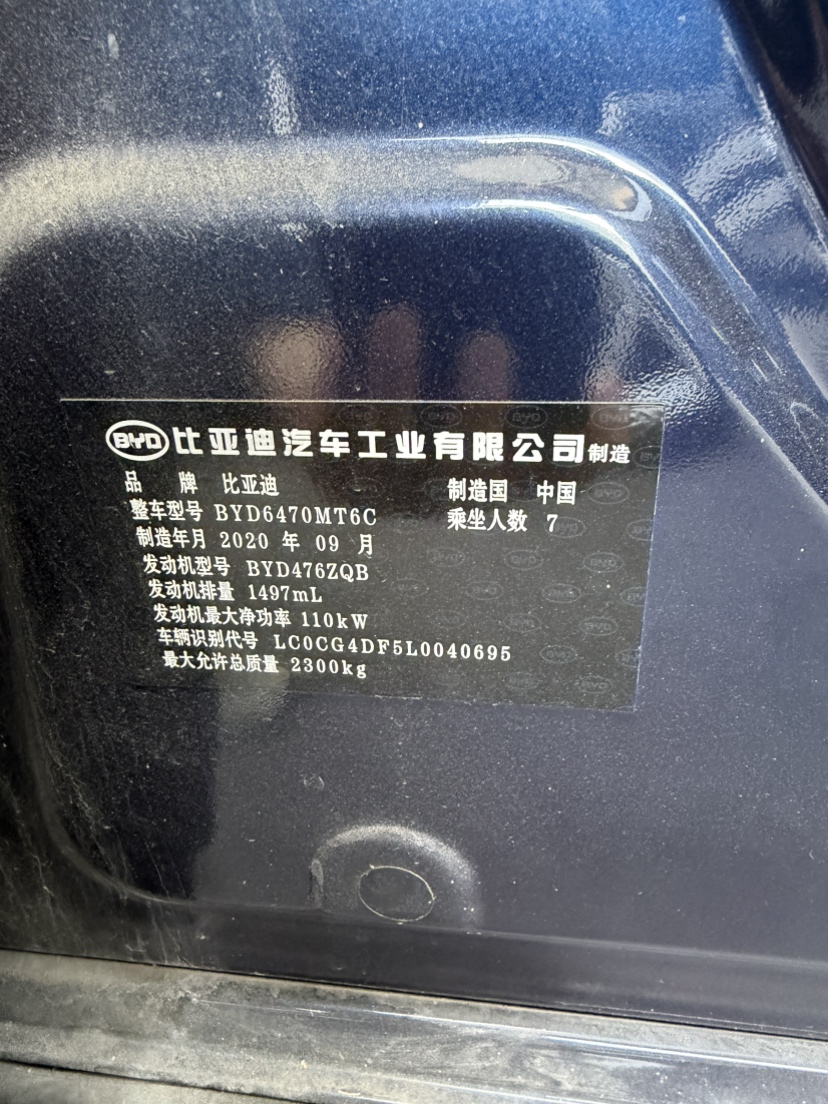 BYD 比亚迪汽车工业有限公司制造
品 牌 比亚迪 制造国 中国
整车型号 BYD6470MT6C 乘坐人数 7
制造年月 2020 年 09 月
发动机型号 BYD476ZQB
发动机排量 1497mL
发动机最大净功率 110kW
车辆识别代号 LC0CG4DF5L0040695
最大允许总质量 2300kg